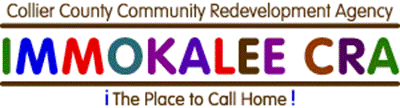 Collier County Community Redevelopment Agency
IMMOKALEE CRA
¡ The Place to Call Home !